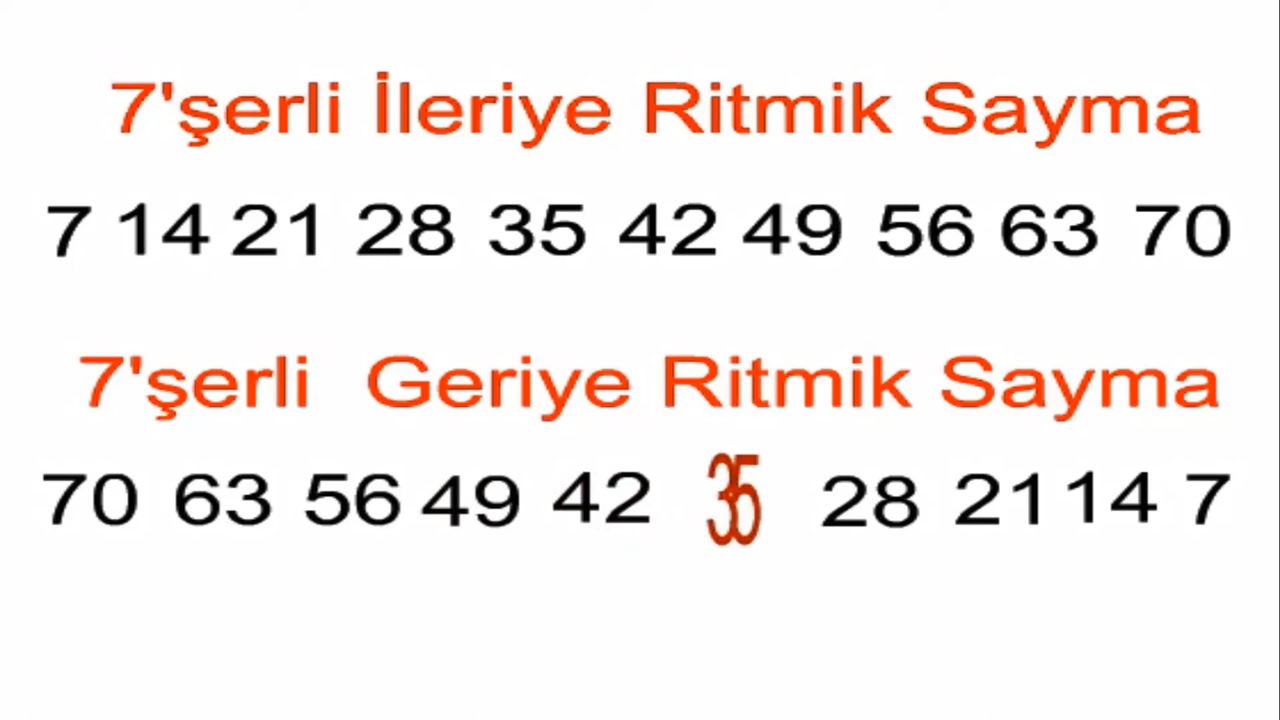 7'şerli İleriye Ritmik Sayma
7 14 21 28 35 42 49 56 63 70
7'şerli Geriye Ritmik Sayma
70 63 56 49 42 35 28 21 14 7